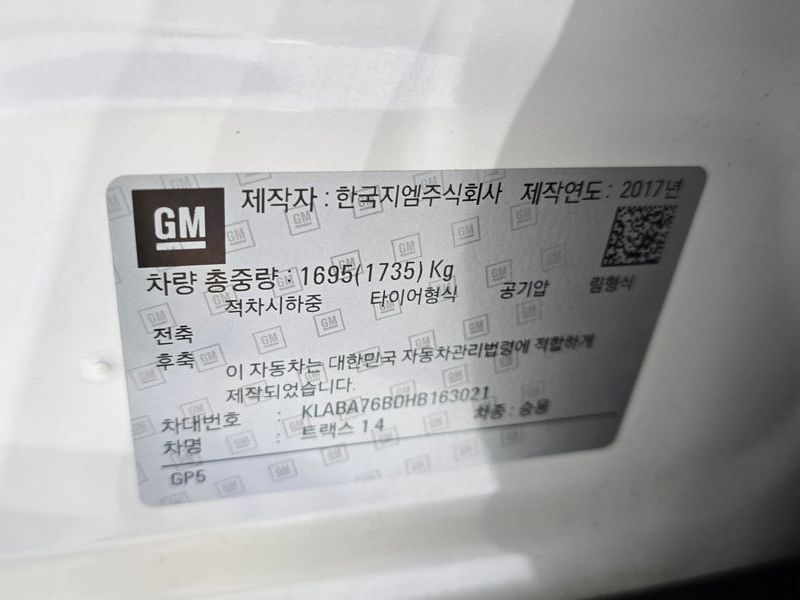 GM 제작자 : 한국지엠주식회사 제작연도 : 2017년
차량 총중량 : 1695(1735) Kg
적차시하중 타이어형식 공기압 림형식
전축
후축
이 자동차는 대한민국 자동차관리법령에 적합하게
제작되었습니다.
차대번호 : KLABA76BDHB163021
차명 : 트랙스 1.4 차종 : 승용
GP5